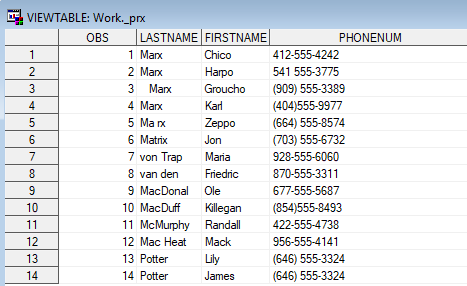 VIEWTABLE: Work._prx
OBS LASTNAME FIRSTNAME PHONENUM
1 1 Marx Chico 412-555-4242
2 2 Marx Harpo 541 555-3775
3 3 Marx Groucho (909) 555-3389
4 4 Marx Karl (404)555-9977
5 5 Ma rx Zeppo (664) 555-8574
6 6 Matrix Jon (703) 555-6732
7 7 von Trap Maria 928-555-6060
8 8 van den Friedric 870-555-3311
9 9 MacDonal Ole 677-555-5687
10 10 MacDuff Killegan (854)555-8493
11 11 McMurphy Randall 422-555-4738
12 12 Mac Heat Mack 956-555-4141
13 13 Potter Lily (646) 555-3324
14 14 Potter James (646) 555-3324